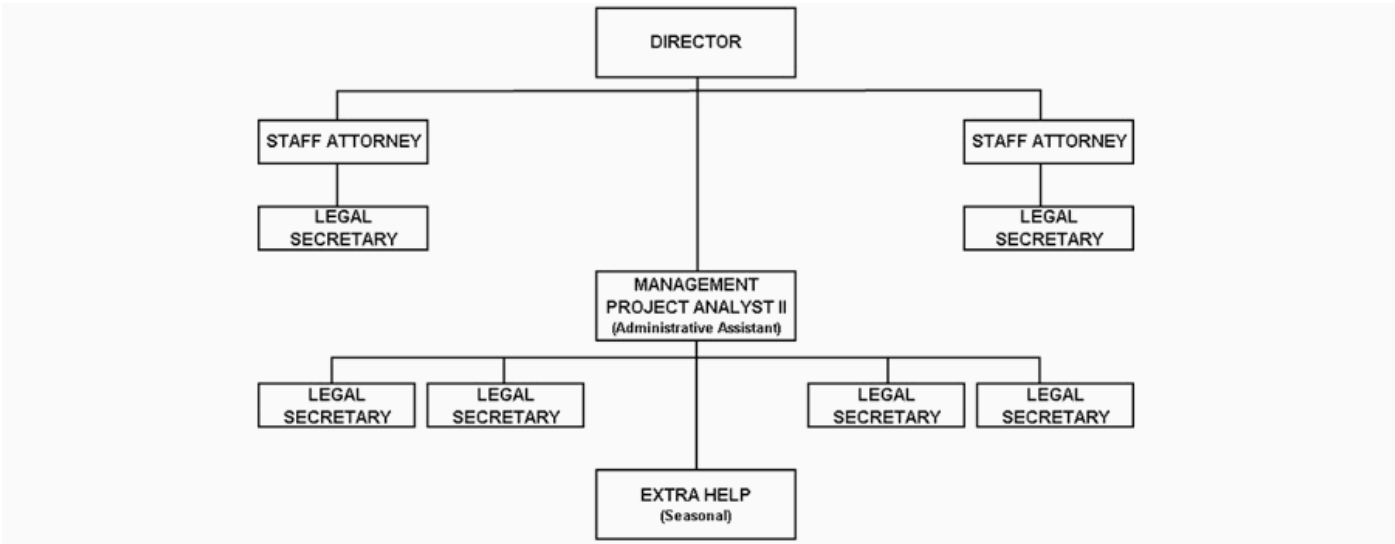 DIRECTOR
STAFF ATTORNEY
STAFF ATTORNEY
LEGAL
SECRETARY
LEGAL
SECRETARY
MANAGEMENT
PROJECT ANALYST II
(Administrative Assistant)
LEGAL
SECRETARY
LEGAL
SECRETARY
LEGAL
SECRETARY
LEGAL
SECRETARY
EXTRA HELP
(Seasonal)